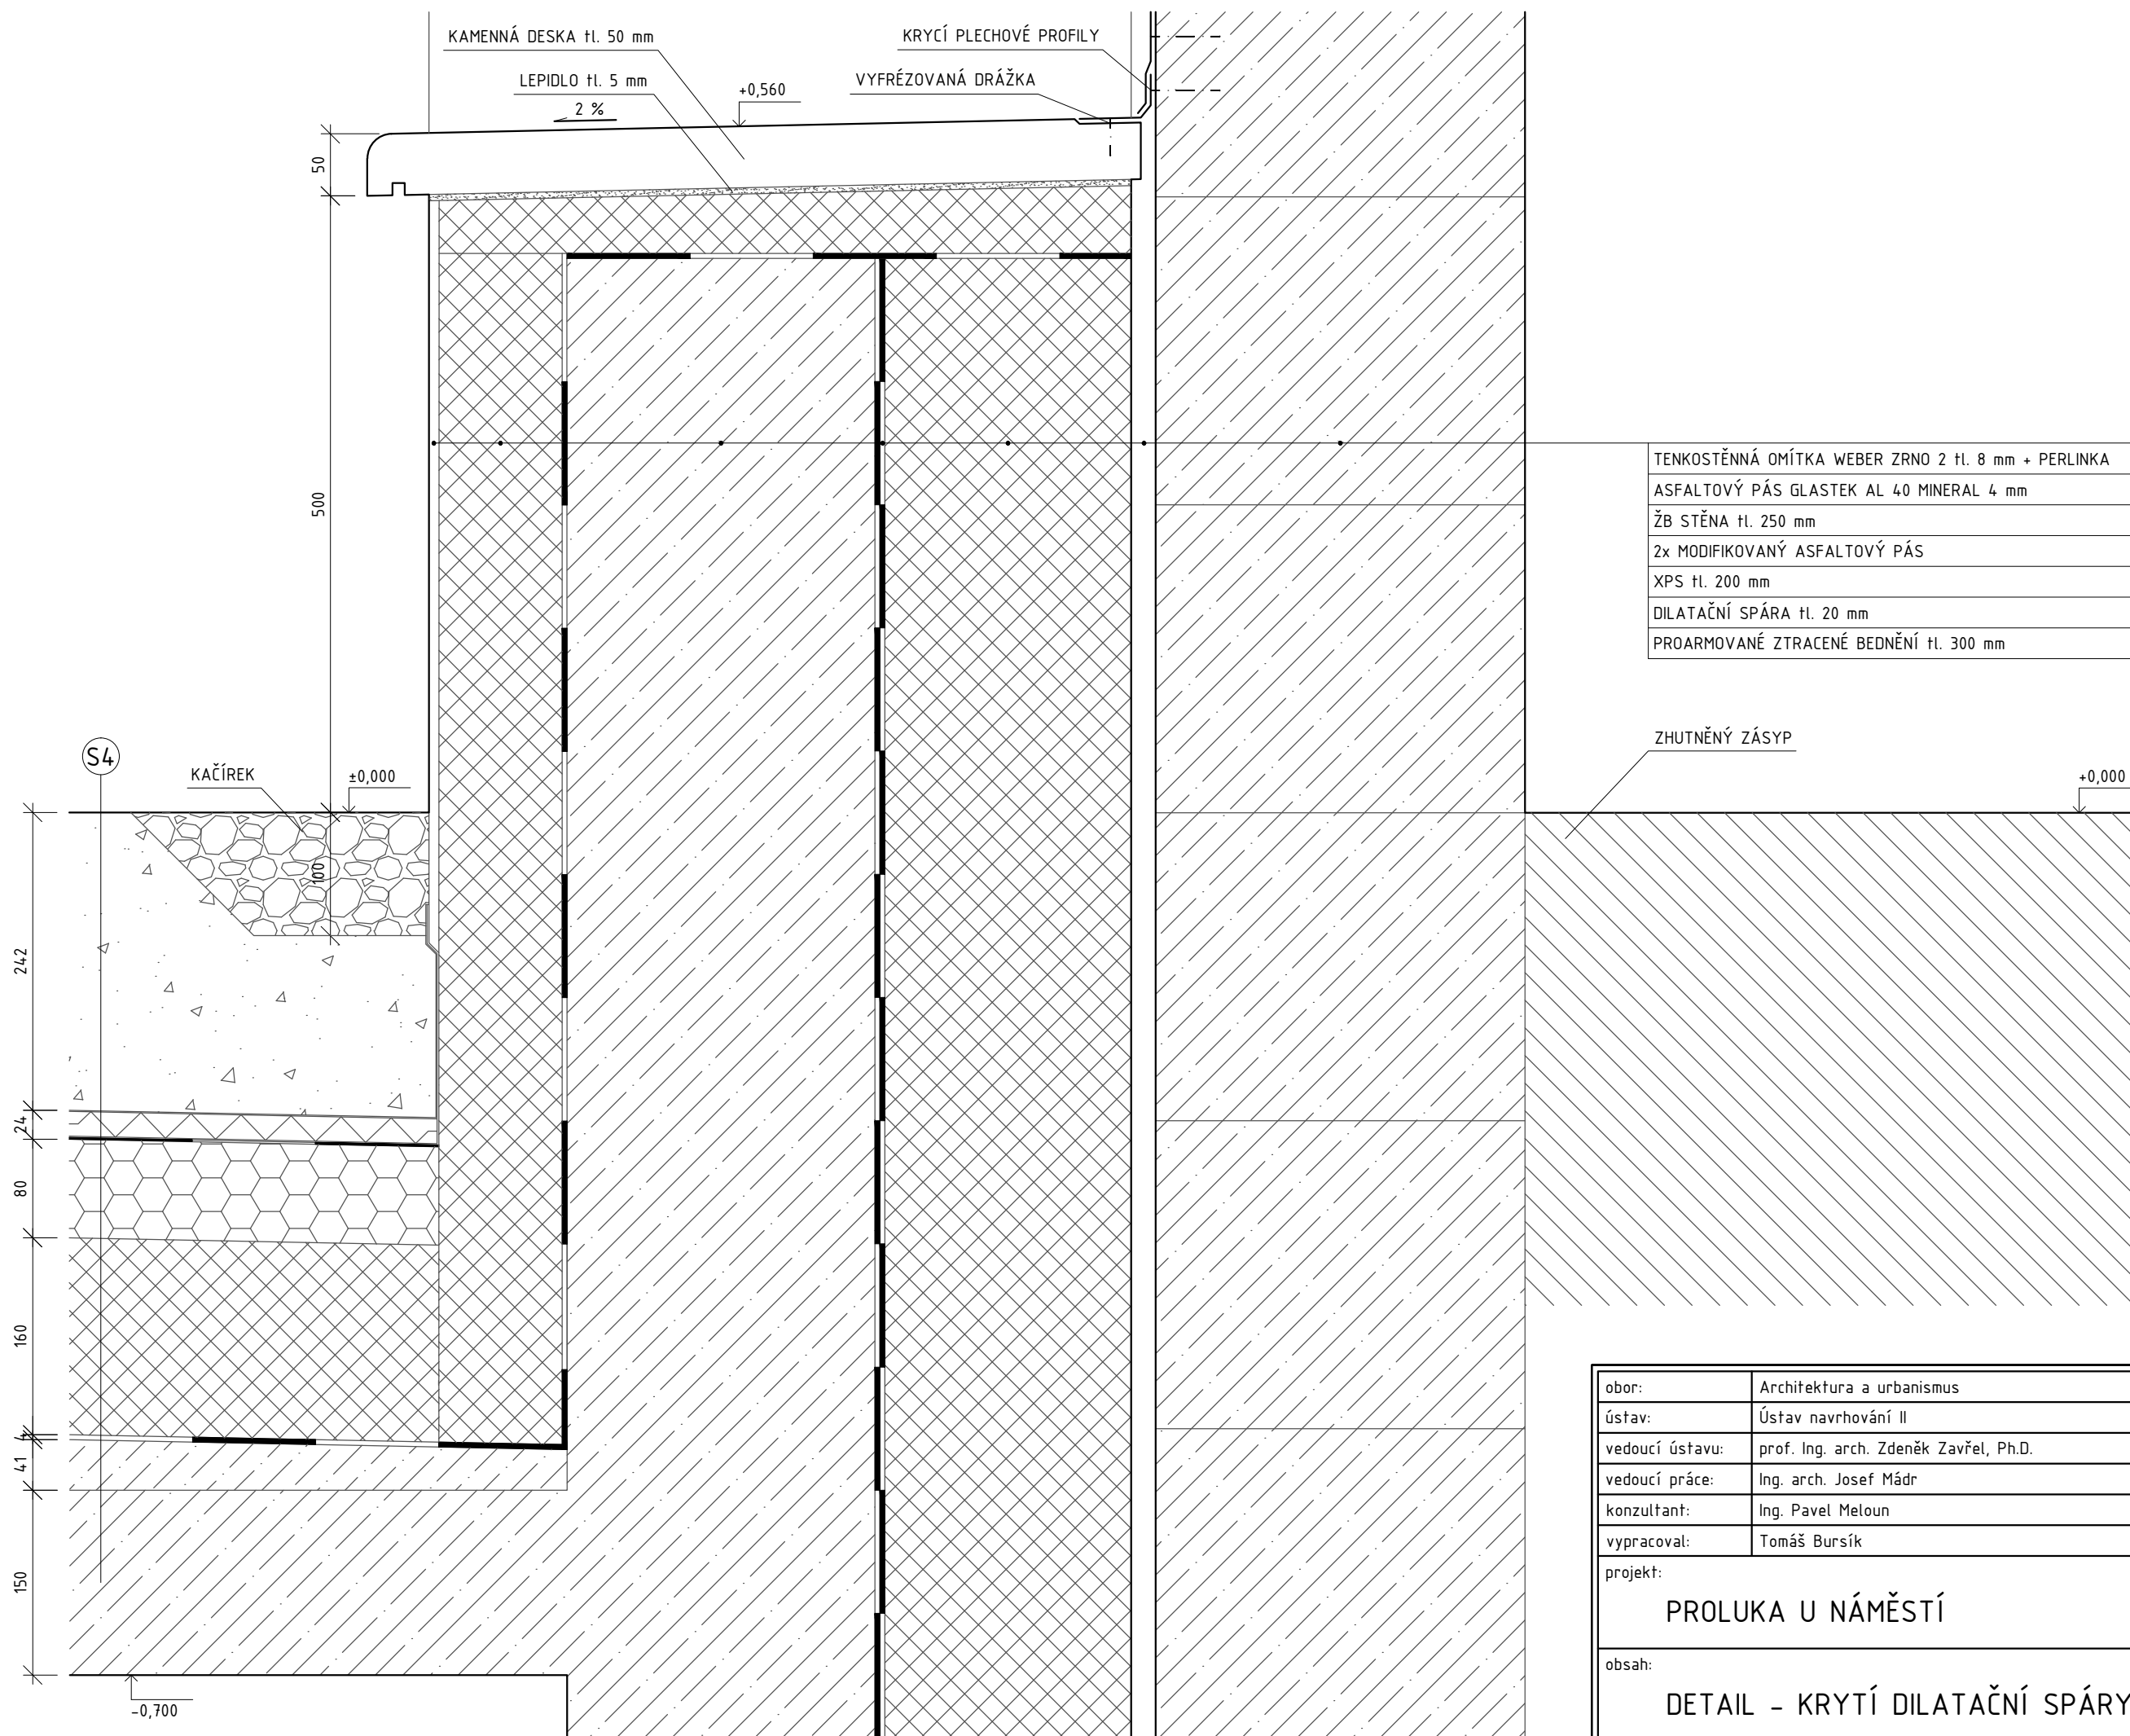 KAMENNÁ DESKA tl. 50 mm
KRYCÍ PLECHOVÉ PROFILY
LEPIDLO tl. 5 mm
VYFRÉZOVANÁ DRÁŽKA
+0,560
2 %
50
500
TENKOSTĚNNÁ OMÍTKA WEBER ZRNO 2 tl. 8 mm + PERLINKA
ASFALTOVÝ PÁS GLASTEK AL 40 MINERAL 4 mm
ŽB STĚNA tl. 250 mm
2x MODIFIKOVANÝ ASFALTOVÝ PÁS
XPS tl. 200 mm
DILATAČNÍ SPÁRA tl. 20 mm
PROARMOVANÉ ZTRACENÉ BEDNĚNÍ tl. 300 mm
ZHUTNĚNÝ ZÁSYP
S4
KAČÍREK
±0,000
+0,000
100
242
24
80
160
4
41
150
-0,700
obor: Architektura a urbanismus
ústav: Ústav navrhování II
vedoucí ústavu: prof. Ing. arch. Zdeněk Zavřel, Ph.D.
vedoucí práce: Ing. arch. Josef Mádr
konzultant: Ing. Pavel Meloun
vypracoval: Tomáš Bursík
projekt:
PROLUKA U NÁMĚSTÍ
obsah:
DETAIL - KRYTÍ DILATAČNÍ SPÁRY